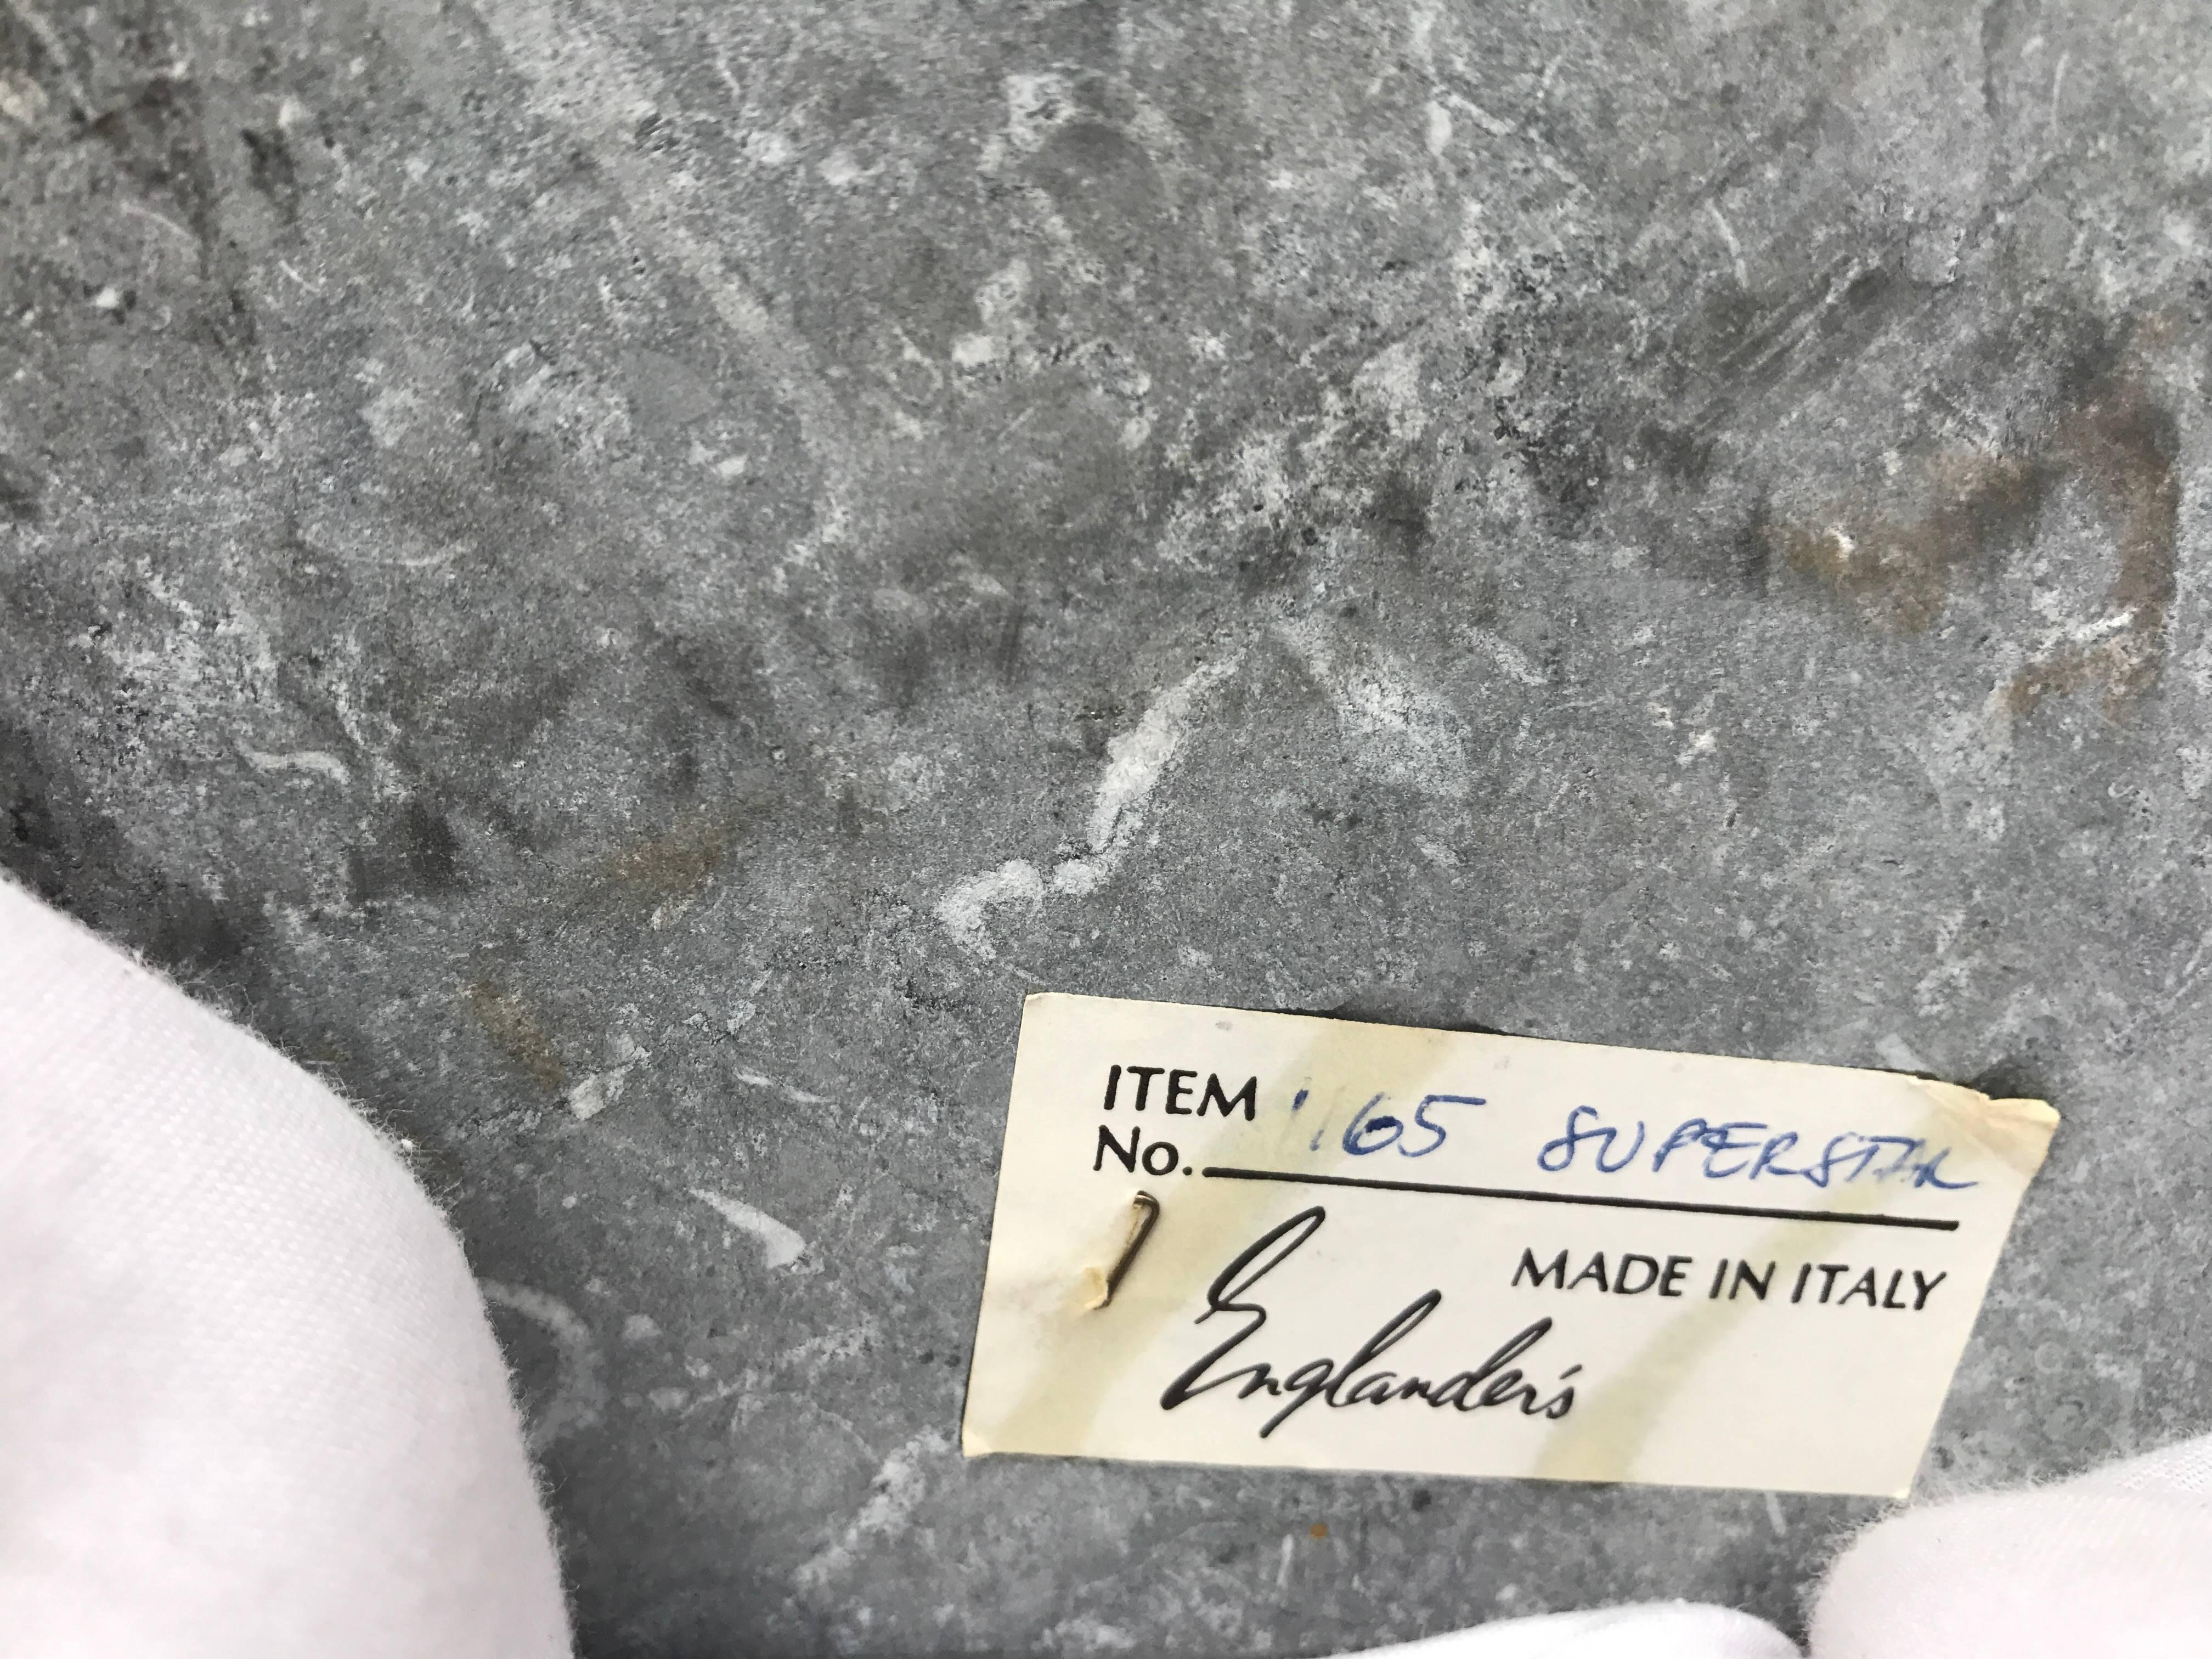 ITEM 165 SUPERSTAR
No.
MADE IN ITALY
Englander's